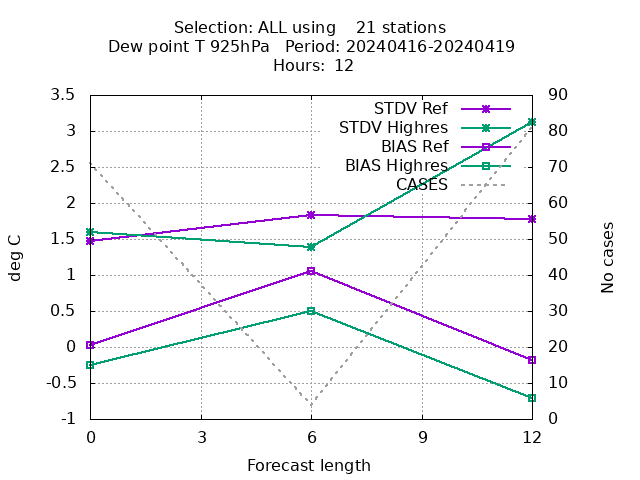 Selection: ALL using    21 stations
Dew point T 925hPa   Period: 20240416-20240419
Hours: 12
STDV Ref
STDV Highres
BIAS Ref
BIAS Highres
CASES
3.5
3
2.5
2
1.5
1
0.5
0
-0.5
-1
90
80
70
60
50
40
30
20
10
0
deg C
No cases
0 3 6 9 12
Forecast length